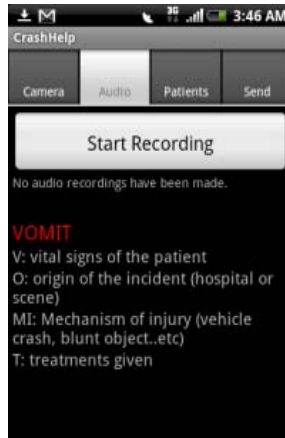 3G 3:46 AM
CrashHelp
Camera Audio Patients Send
Start Recording
No audio recordings have been made.
VOMIT
V: vital signs of the patient
O: origin of the incident (hospital or
scene)
MI: Mechanism of injury (vehicle
crash, blunt object..etc)
T: treatments given